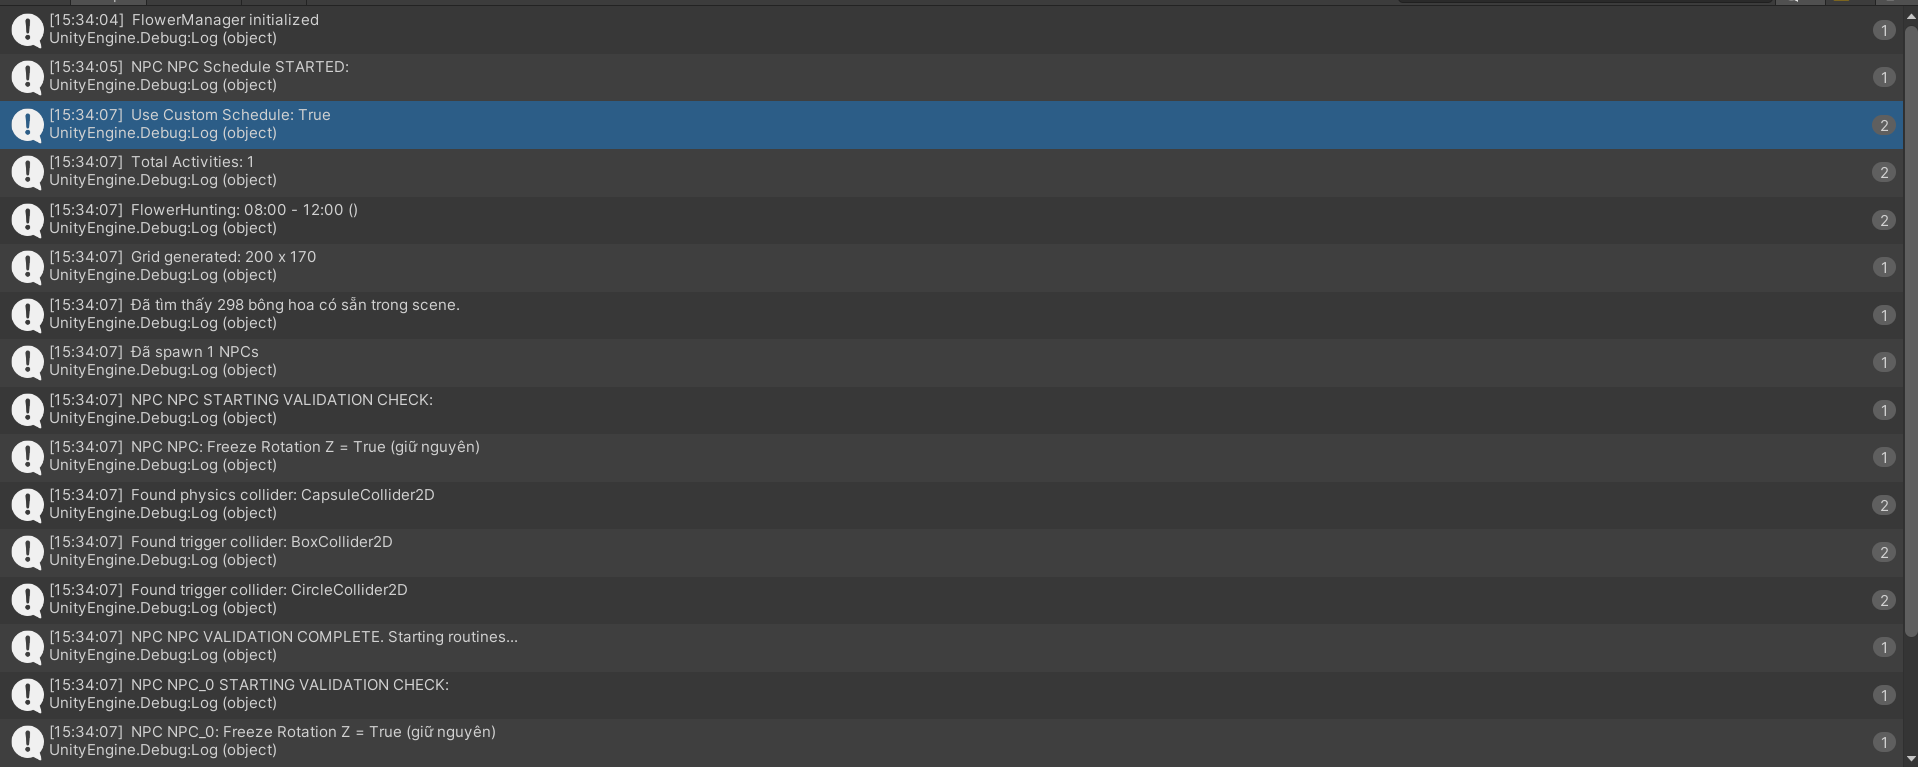 [15:34:04] FlowerManager initialized
UnityEngine.Debug:Log (object)
1
[15:34:05] NPC NPC Schedule STARTED:
UnityEngine.Debug:Log (object)
1
[15:34:07] Use Custom Schedule: True
UnityEngine.Debug:Log (object)
2
[15:34:07] Total Activities: 1
UnityEngine.Debug:Log (object)
2
[15:34:07] FlowerHunting: 08:00 - 12:00 ()
UnityEngine.Debug:Log (object)
2
[15:34:07] Grid generated: 200 x 170
UnityEngine.Debug:Log (object)
1
[15:34:07] Đã tìm thấy 298 bông hoa có sẵn trong scene.
UnityEngine.Debug:Log (object)
1
[15:34:07] Đã spawn 1 NPCs
UnityEngine.Debug:Log (object)
1
[15:34:07] NPC NPC STARTING VALIDATION CHECK:
UnityEngine.Debug:Log (object)
1
[15:34:07] NPC NPC: Freeze Rotation Z = True (giữ nguyên)
UnityEngine.Debug:Log (object)
1
[15:34:07] Found physics collider: CapsuleCollider2D
UnityEngine.Debug:Log (object)
2
[15:34:07] Found trigger collider: BoxCollider2D
UnityEngine.Debug:Log (object)
2
[15:34:07] Found trigger collider: CircleCollider2D
UnityEngine.Debug:Log (object)
2
[15:34:07] NPC NPC VALIDATION COMPLETE. Starting routines...
UnityEngine.Debug:Log (object)
1
[15:34:07] NPC NPC_0 STARTING VALIDATION CHECK:
UnityEngine.Debug:Log (object)
1
[15:34:07] NPC NPC_0: Freeze Rotation Z = True (giữ nguyên)
UnityEngine.Debug:Log (object)
1